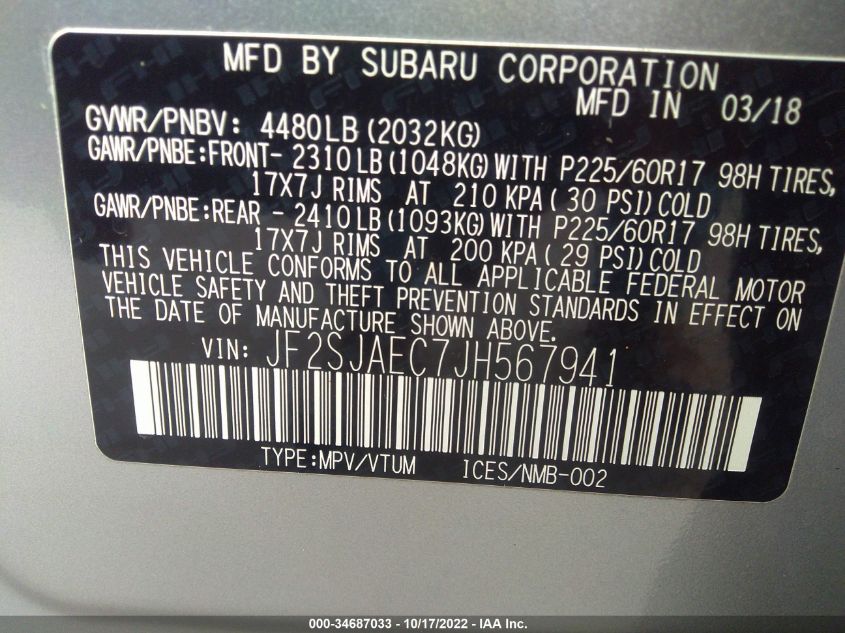 MFD BY SUBARU CORPORATION
MFD IN 03/18
GVWR/PNBV: 4480LB(2032KG)
GAWR/PNBE:FRONT- 2310LB(1048KG)WITH P225/60R17 98H TIRES,
17X7J RIMS AT 210 KPA( 30 PSI)COLD
GAWR/PNBE:REAR - 2410LB(1093KG)WITH P225/60R17 98H TIRES,
17X7J RIMS AT 200 KPA( 29 PSI)COLD
THIS VEHICLE CONFORMS TO ALL APPLICABLE FEDERAL MOTOR
VEHICLE SAFETY AND THEFT PREVENTION STANDARDS IN EFFECT ON
THE DATE OF MANUFACTURE SHOWN ABOVE.
VIN: JF2SJAEC7JH567941
TYPE:MPV/VTUM ICES/NMB-002
000-34687033 - 10/17/2022 - IAA Inc.